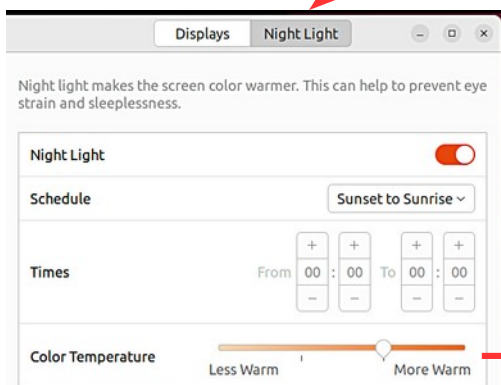 Displays Night Light
Night light makes the screen color warmer. This can help to prevent eye
strain and sleeplessness.
Night Light
Schedule Sunset to Sunrise
+ + + +
Times From 00 : 00 To 00 : 00
− − − −
Color Temperature
Less Warm More Warm